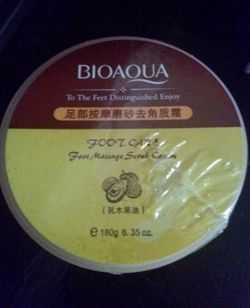 BIOAQUA
To The Feet Distinguished Enjoy
足部按摩磨砂去角质霜
FOOT CARE
Foot Massage Scrub Cream
[乳木果油]
℮180g 6.35 oz.